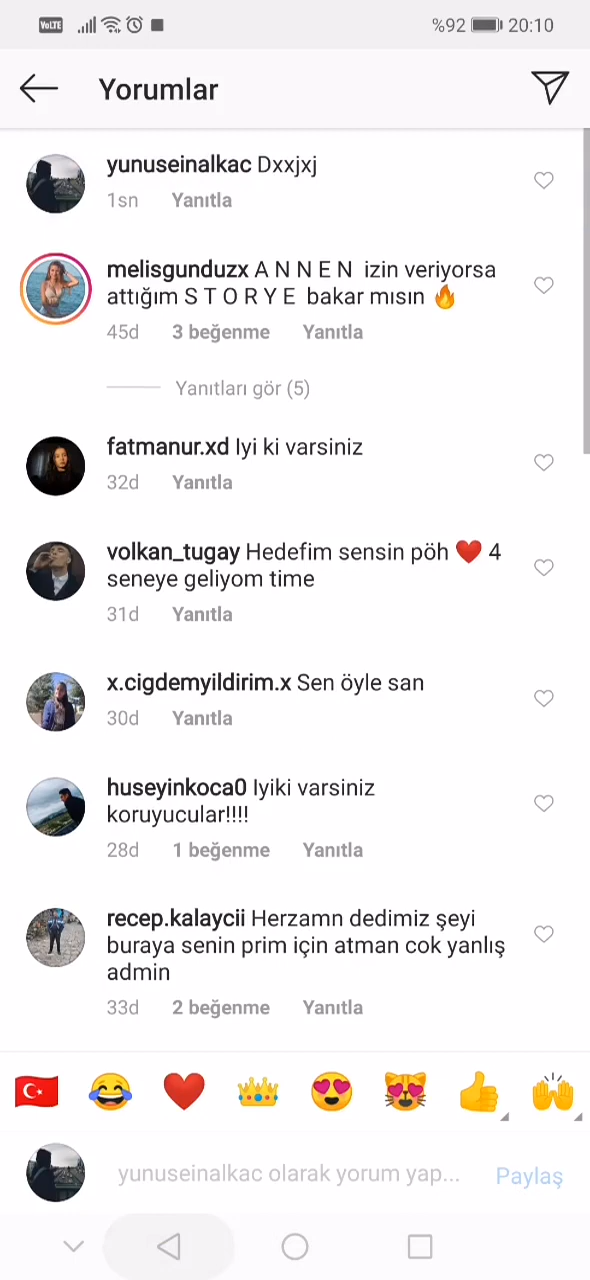 VoLTE %92 20:10
Yorumlar
yunuseinalkac Dxxjxj
1sn Yanıtla
melisgunduzx A N N E N izin veriyorsa
attığım S T O R Y E bakar mısın 🔥
45d 3 beğenme Yanıtla
Yanıtları gör (5)
fatmanur.xd Iyi ki varsiniz
32d Yanıtla
volkan_tugay Hedefim sensin pöh ❤️ 4
seneye geliyom time
31d Yanıtla
x.cigdemyildirim.x Sen öyle san
30d Yanıtla
huseyinkoca0 Iyiki varsiniz
koruyucular!!!!
28d 1 beğenme Yanıtla
recep.kalaycii Herzamn dedimiz şeyi
buraya senin prim için atman cok yanlış
admin
33d 2 beğenme Yanıtla
yunuseinalkac olarak yorum yap... Paylaş